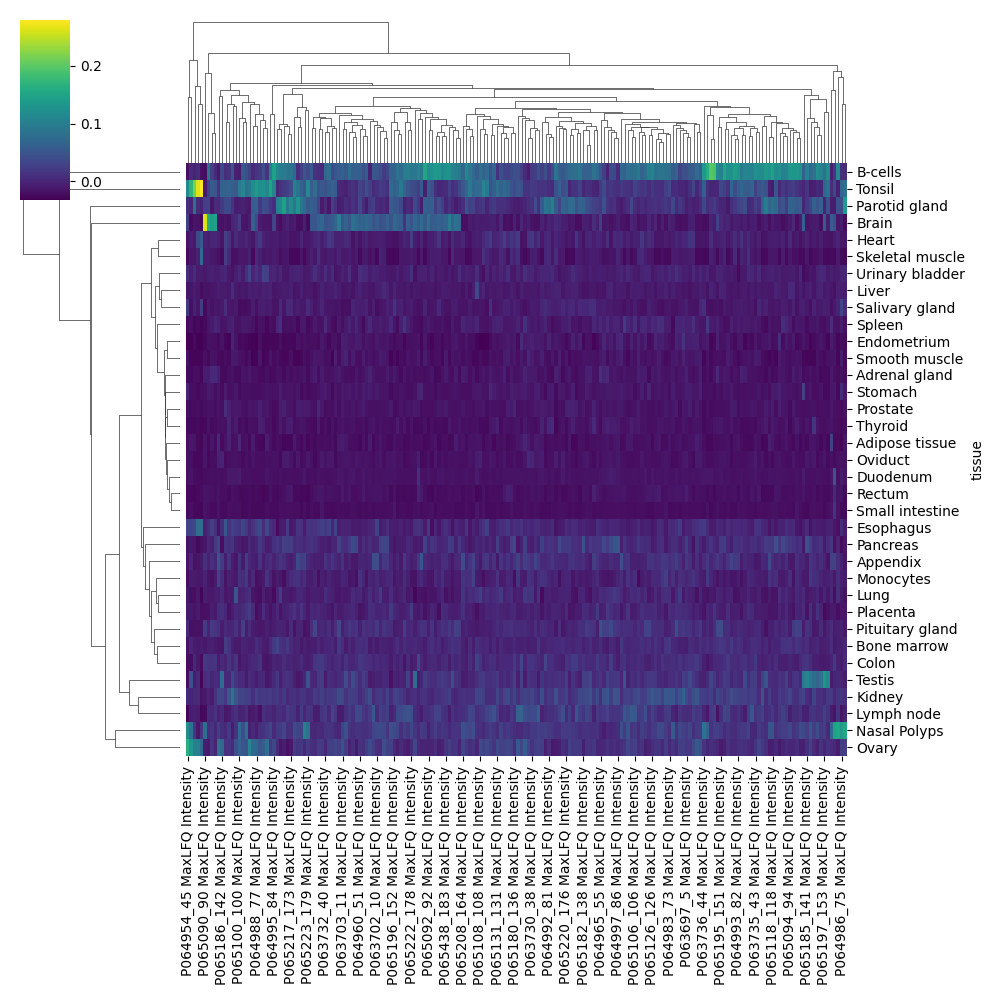 0.2
0.1
0.0
B-cells
Tonsil
Parotid gland
Brain
Heart
Skeletal muscle
Urinary bladder
Liver
Salivary gland
Spleen
Endometrium
Smooth muscle
Adrenal gland
Stomach
Prostate
Thyroid
Adipose tissue
Oviduct
Duodenum
Rectum
Small intestine
Esophagus
Pancreas
Appendix
Monocytes
Lung
Placenta
Pituitary gland
Bone marrow
Colon
Testis
Kidney
Lymph node
Nasal Polyps
Ovary
tissue
P064954_45 MaxLFQ Intensity
P065090_90 MaxLFQ Intensity
P065186_142 MaxLFQ Intensity
P065100_100 MaxLFQ Intensity
P064988_77 MaxLFQ Intensity
P064995_84 MaxLFQ Intensity
P065217_173 MaxLFQ Intensity
P065223_179 MaxLFQ Intensity
P063732_40 MaxLFQ Intensity
P063703_11 MaxLFQ Intensity
P064960_51 MaxLFQ Intensity
P063702_10 MaxLFQ Intensity
P065196_152 MaxLFQ Intensity
P065222_178 MaxLFQ Intensity
P065092_92 MaxLFQ Intensity
P065438_183 MaxLFQ Intensity
P065208_164 MaxLFQ Intensity
P065108_108 MaxLFQ Intensity
P065131_131 MaxLFQ Intensity
P065180_136 MaxLFQ Intensity
P063730_38 MaxLFQ Intensity
P064992_81 MaxLFQ Intensity
P065220_176 MaxLFQ Intensity
P065182_138 MaxLFQ Intensity
P064965_55 MaxLFQ Intensity
P064997_86 MaxLFQ Intensity
P065106_106 MaxLFQ Intensity
P065126_126 MaxLFQ Intensity
P064983_73 MaxLFQ Intensity
P063697_5 MaxLFQ Intensity
P063736_44 MaxLFQ Intensity
P065195_151 MaxLFQ Intensity
P064993_82 MaxLFQ Intensity
P063735_43 MaxLFQ Intensity
P065118_118 MaxLFQ Intensity
P065094_94 MaxLFQ Intensity
P065185_141 MaxLFQ Intensity
P065197_153 MaxLFQ Intensity
P064986_75 MaxLFQ Intensity